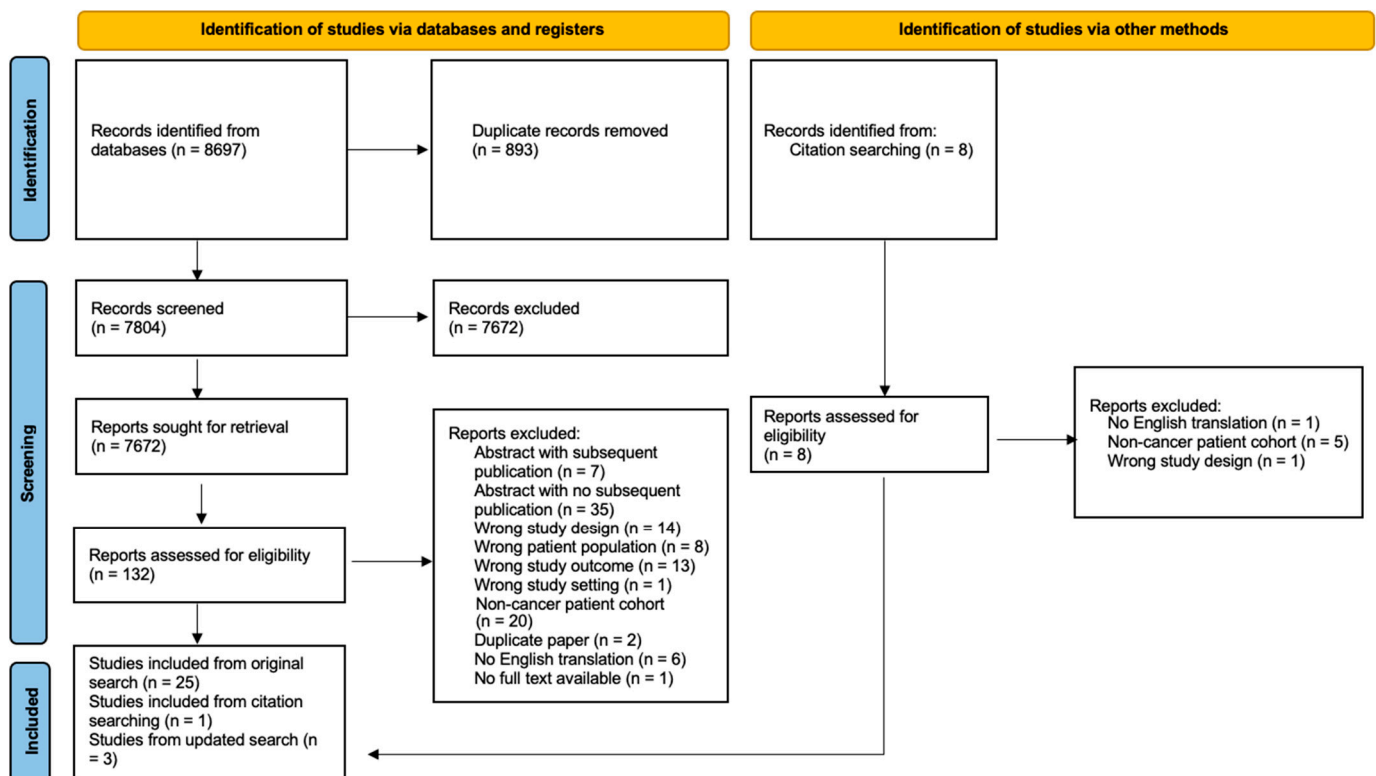 Identification of studies via databases and registers
Identification of studies via other methods
Identification
Records identified from
databases (n = 8697)
Duplicate records removed
(n = 893)
Records identified from:
Citation searching (n = 8)
Screening
Records screened
(n = 7804)
Records excluded
(n = 7672)
Reports sought for retrieval
(n = 7672)
Reports assessed for eligibility
(n = 132)
Reports excluded:
Abstract with subsequent
publication (n = 7)
Abstract with no subsequent
publication (n = 35)
Wrong study design (n = 14)
Wrong patient population (n = 8)
Wrong study outcome (n = 13)
Wrong study setting (n = 1)
Non-cancer patient cohort
(n = 20)
Duplicate paper (n = 2)
No English translation (n = 6)
No full text available (n = 1)
Reports assessed for
eligibility
(n = 8)
Reports excluded:
No English translation (n = 1)
Non-cancer patient cohort (n = 5)
Wrong study design (n = 1)
Included
Studies included from original
search (n = 25)
Studies included from citation
searching (n = 1)
Studies from updated search (n
= 3)